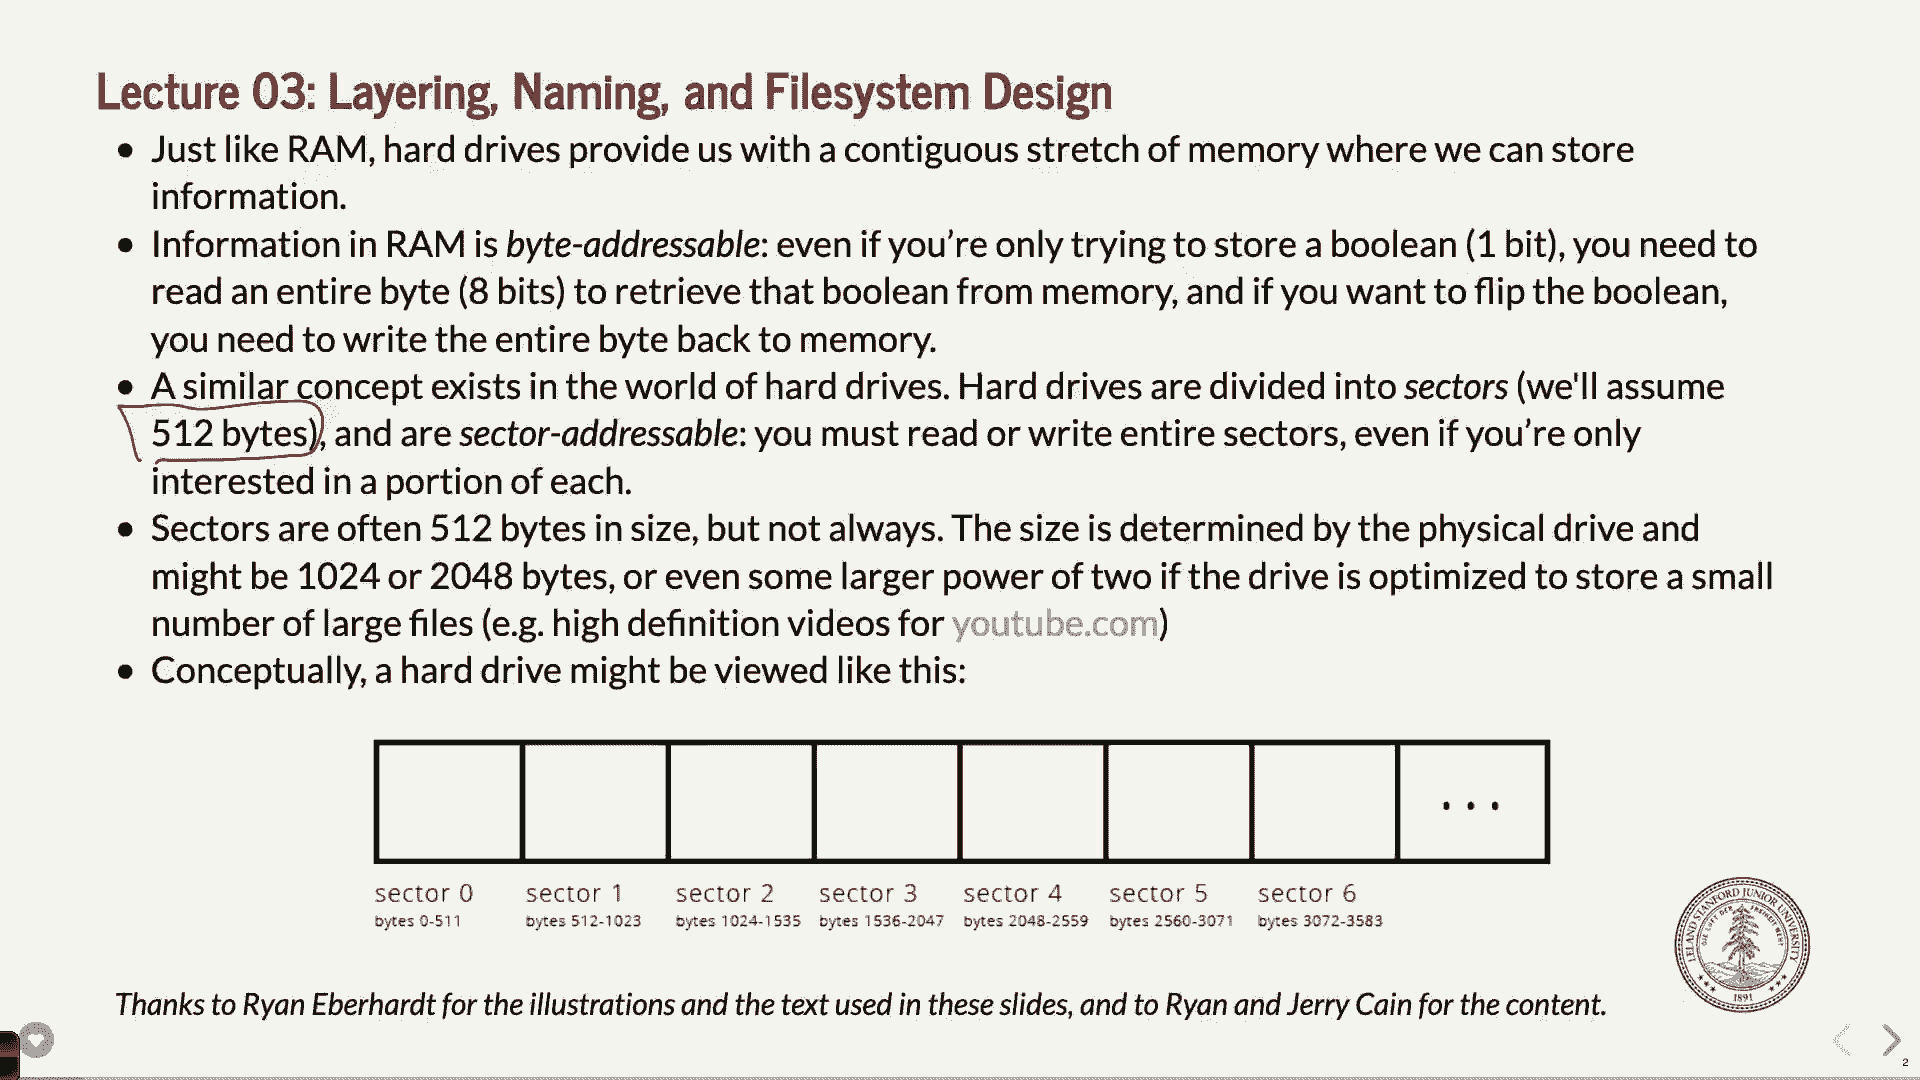 Lecture 03: Layering, Naming, and Filesystem Design
• Just like RAM, hard drives provide us with a contiguous stretch of memory where we can store
information.
• Information in RAM is byte-addressable: even if you’re only trying to store a boolean (1 bit), you need to
read an entire byte (8 bits) to retrieve that boolean from memory, and if you want to flip the boolean,
you need to write the entire byte back to memory.
• A similar concept exists in the world of hard drives. Hard drives are divided into sectors (we'll assume
512 bytes), and are sector-addressable: you must read or write entire sectors, even if you’re only
interested in a portion of each.
• Sectors are often 512 bytes in size, but not always. The size is determined by the physical drive and
might be 1024 or 2048 bytes, or even some larger power of two if the drive is optimized to store a small
number of large files (e.g. high definition videos for youtube.com)
• Conceptually, a hard drive might be viewed like this:
...
sector 0 sector 1 sector 2 sector 3 sector 4 sector 5 sector 6
bytes 0-511 bytes 512-1023 bytes 1024-1535 bytes 1536-2047 bytes 2048-2559 bytes 2560-3071 bytes 3072-3583
LELAND STANFORD JUNIOR UNIVERSITY
DIE LUFT DER FREIHEIT WEHT
1891
Thanks to Ryan Eberhardt for the illustrations and the text used in these slides, and to Ryan and Jerry Cain for the content.
2